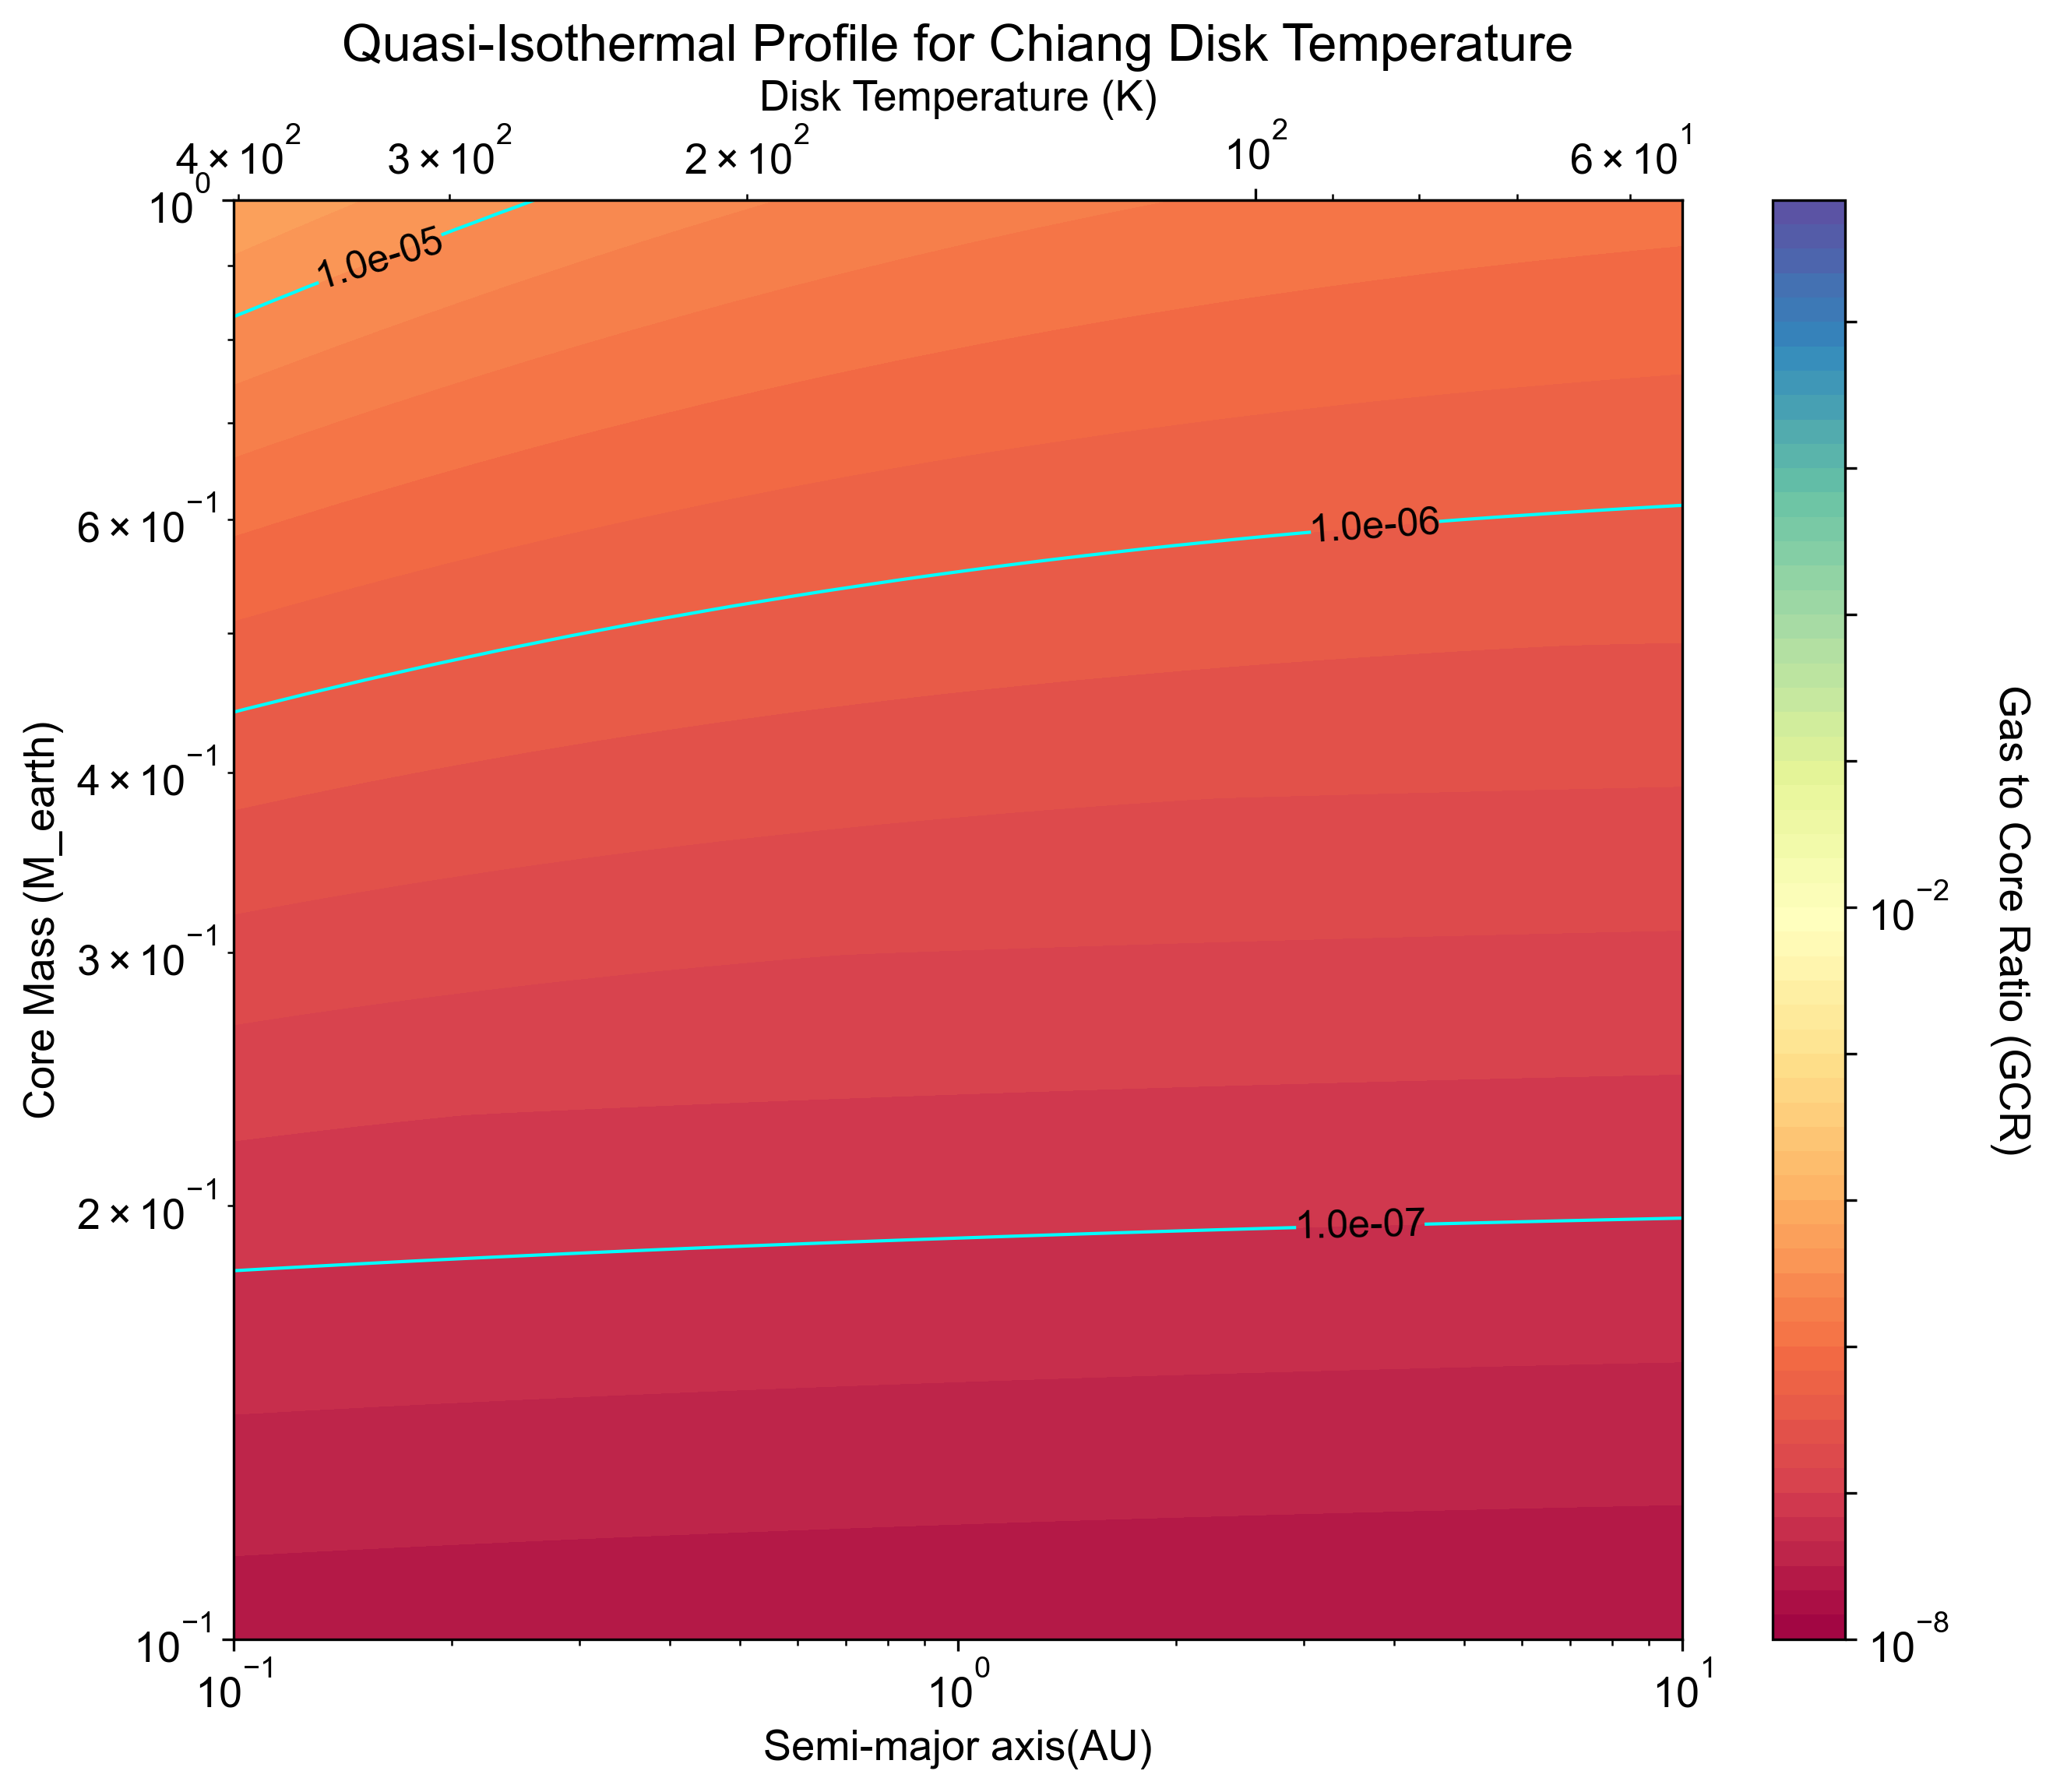 Quasi-Isothermal Profile for Chiang Disk Temperature
Disk Temperature (K)
4 × 10² 3 × 10² 2 × 10² 10² 6 × 10¹
10⁰
1.0e-05
6 × 10⁻¹
1.0e-06
4 × 10⁻¹
3 × 10⁻¹
2 × 10⁻¹
1.0e-07
10⁻¹
Core Mass (M_earth)
10⁻¹ 10⁰ 10¹
Semi-major axis(AU)
10⁻²
10⁻⁸
Gas to Core Ratio (GCR)